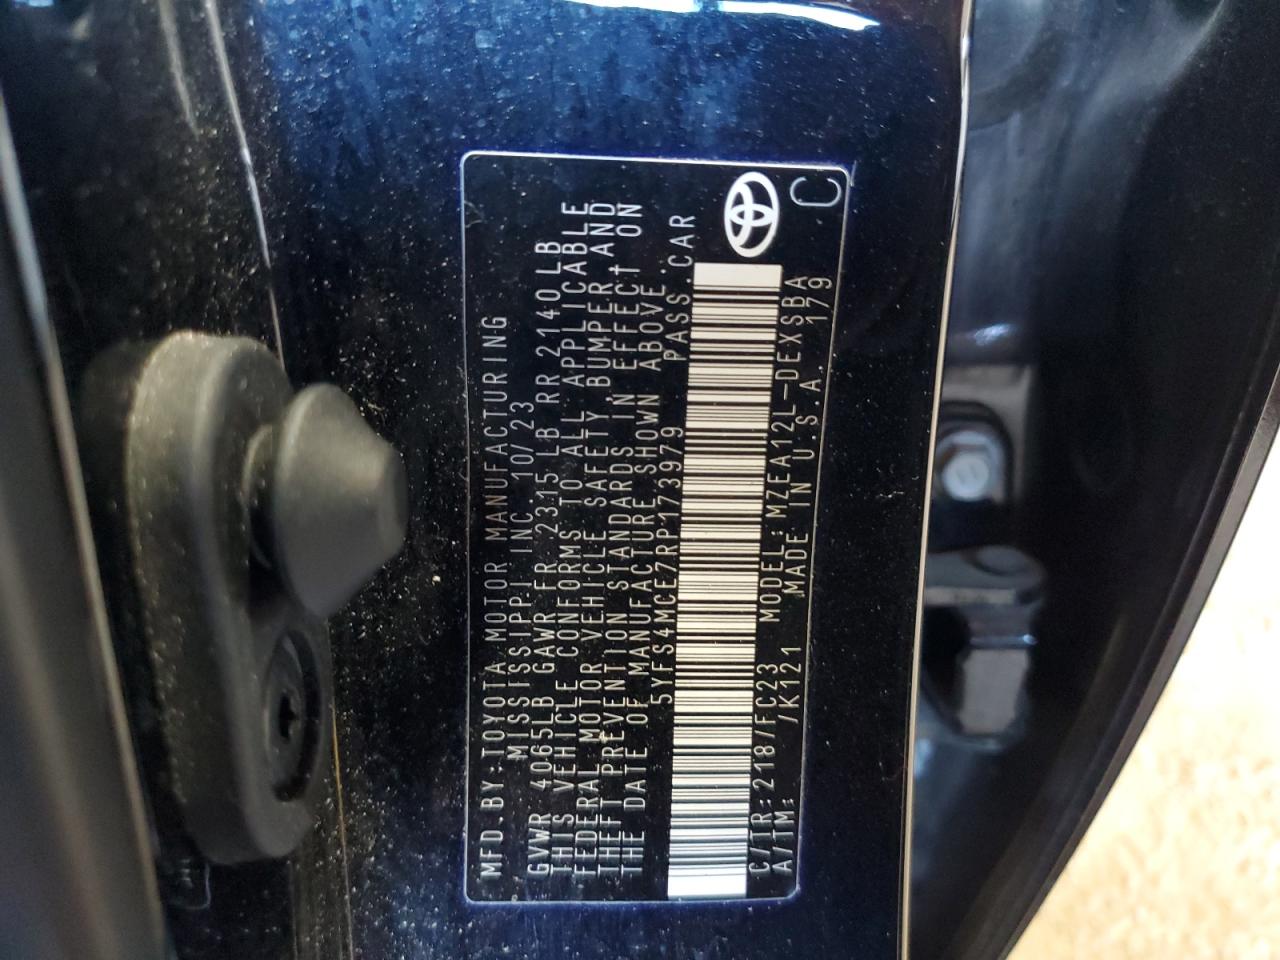 MFD.BY:TOYOTA MOTOR MANUFACTURING
MISSISSIPPI INC. 10/23
GVWR 4065LB GAWR FR 2315 LB RR 2140 LB
THIS VEHICLE CONFORMS TO ALL APPLICABLE
FEDERAL MOTOR VEHICLE SAFETY, BUMPER AND
THEFT PREVENTION STANDARDS IN EFFECT ON
THE DATE OF MANUFACTURE SHOWN ABOVE.
5YFS4MCE7RP173979 PASS.CAR
C/TR:218/FC23 MODEL:MZEA12L-DEXSBA
A/TM: /K121 MADE IN U.S.A. 179
C